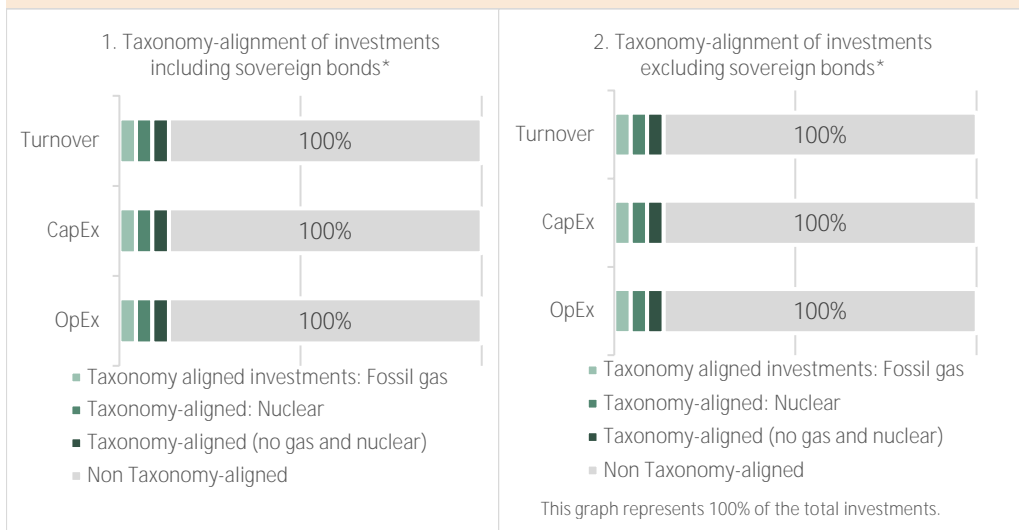 1. Taxonomy-alignment of investments
including sovereign bonds*
Turnover
100%
CapEx
100%
OpEx
100%
Taxonomy aligned investments: Fossil gas
Taxonomy-aligned: Nuclear
Taxonomy-aligned (no gas and nuclear)
Non Taxonomy-aligned
2. Taxonomy-alignment of investments
excluding sovereign bonds*
Turnover
100%
CapEx
100%
OpEx
100%
Taxonomy aligned investments: Fossil gas
Taxonomy-aligned: Nuclear
Taxonomy-aligned (no gas and nuclear)
Non Taxonomy-aligned
This graph represents 100% of the total investments.